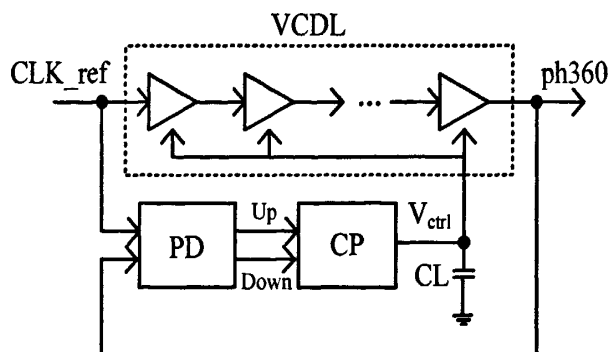 VCDL
CLK_ref
ph360
...
Up
V_ctrl
PD
CP
Down
CL